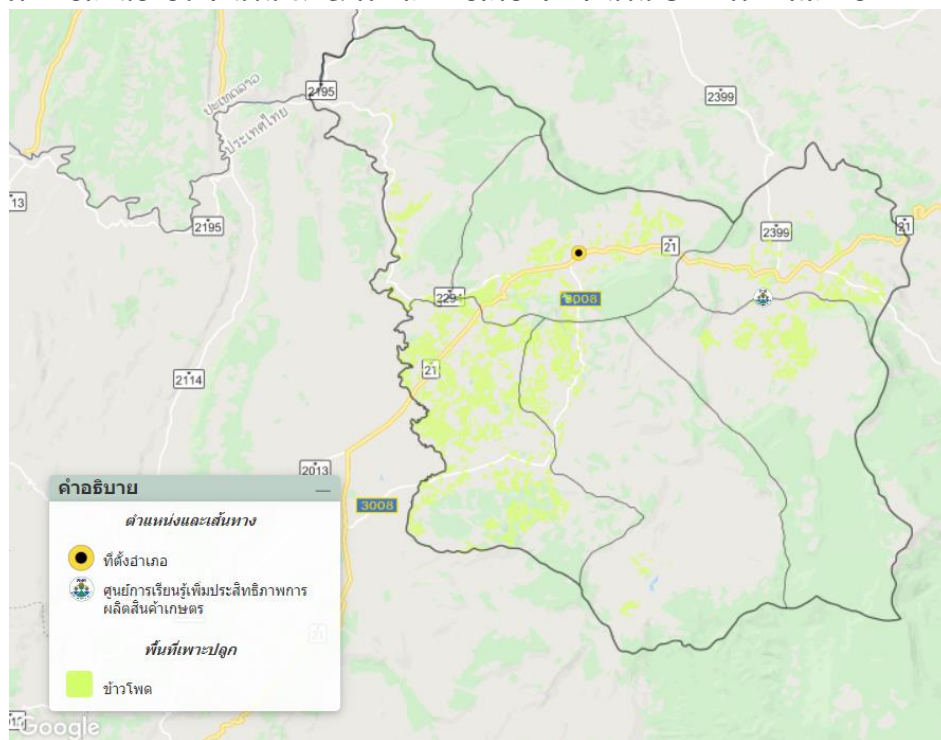 2195
2399
ประเทศลาว
ประเทศไทย
13
2195
2399
21
21
229
3008
21
2114
2013
3008
คำอธิบาย
ตำแหน่งและเส้นทาง
ที่ตั้งอำเภอ
ศูนย์การเรียนรู้เพิ่มประสิทธิภาพการ
ผลิตสินค้าเกษตร
พื้นที่เพาะปลูก
ข้าวโพด
21
Google